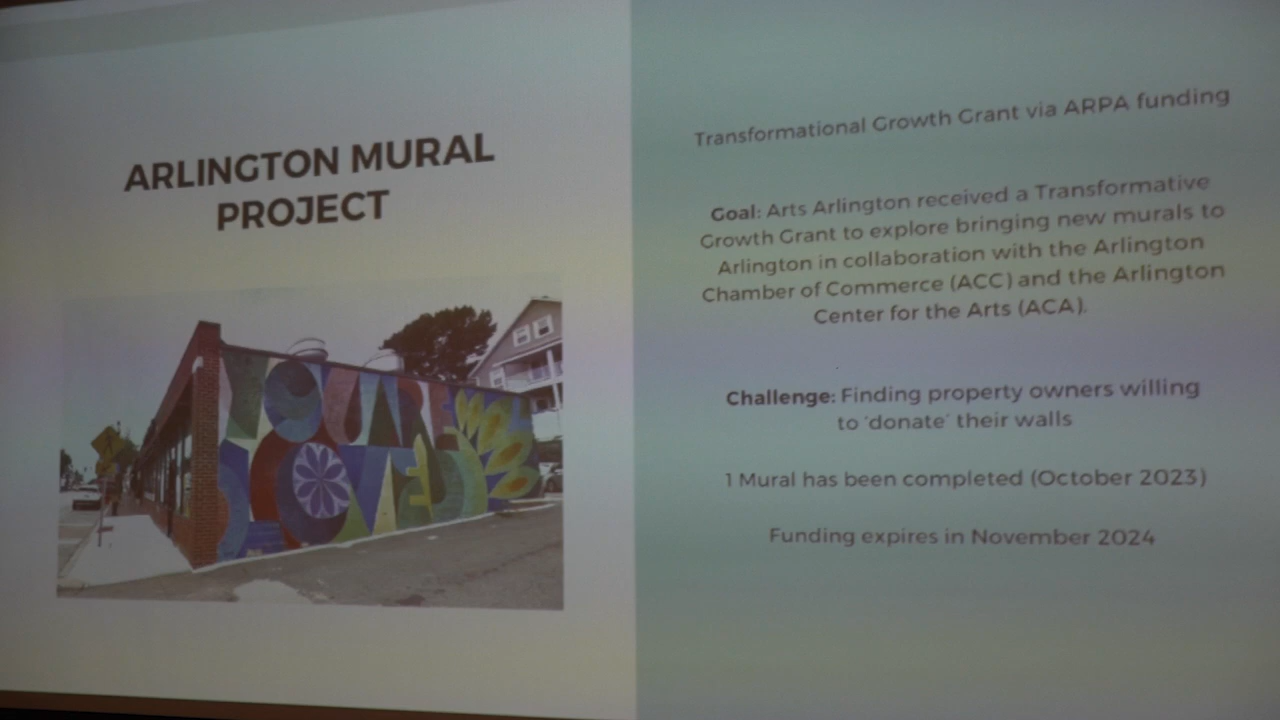 ARLINGTON MURAL
PROJECT
YOU ARE
LOVED
Transformational Growth Grant via ARPA funding
Goal: Arts Arlington received a Transformative
Growth Grant to explore bringing new murals to
Arlington in collaboration with the Arlington
Chamber of Commerce (ACC) and the Arlington
Center for the Arts (ACA).
Challenge: Finding property owners willing
to 'donate' their walls
1 Mural has been completed (October 2023)
Funding expires in November 2024